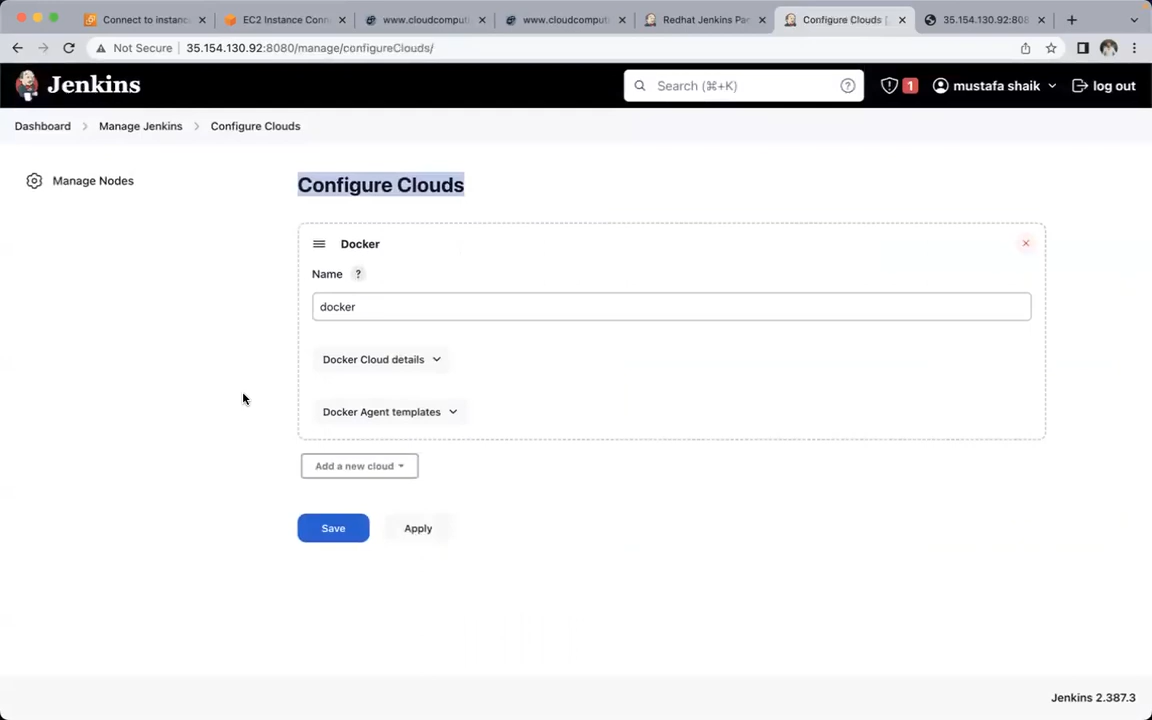 Connect to instanc
EC2 Instance Conn
www.cloudcomput
www.cloudcomput
Redhat Jenkins Pac
Configure Clouds [
35.154.130.92:808
Not Secure
35.154.130.92:8080/manage/configureClouds/
Jenkins
Search (⌘+K)
?
1
mustafa shaik
log out
Dashboard
Manage Jenkins
Configure Clouds
Manage Nodes
Configure Clouds
Docker
Name ?
docker
Docker Cloud details
Docker Agent templates
Add a new cloud
Save
Apply
Jenkins 2.387.3